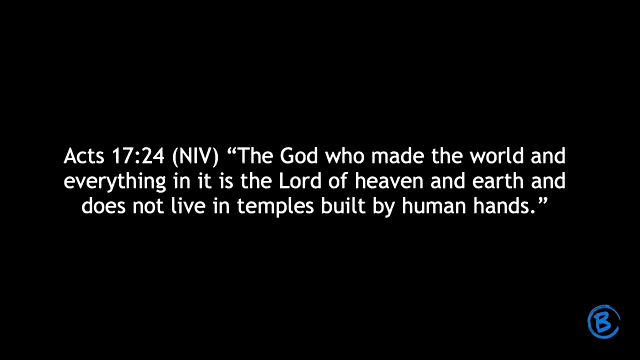 Acts 17:24 (NIV) “The God who made the world and
everything in it is the Lord of heaven and earth and
does not live in temples built by human hands.”
B